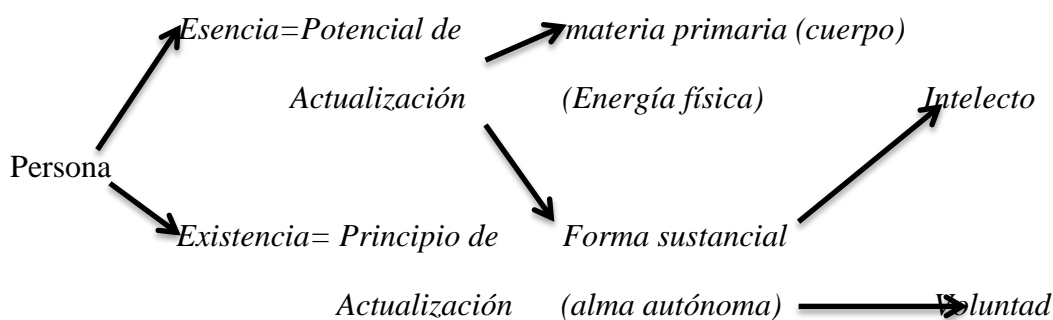 Esencia=Potencial de materia primaria (cuerpo)
Actualización (Energía física) Intelecto
Persona
Existencia= Principio de Forma sustancial
Actualización (alma autónoma) Voluntad